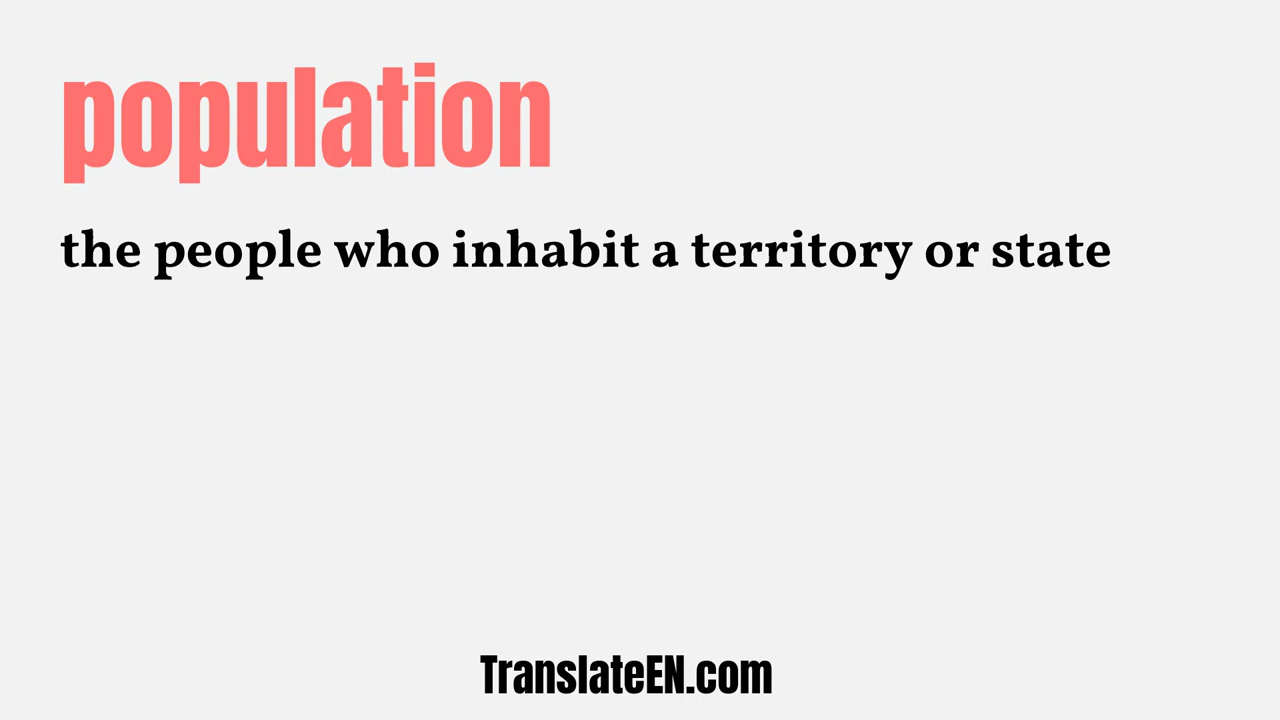 population
the people who inhabit a territory or state
TranslateEN.com